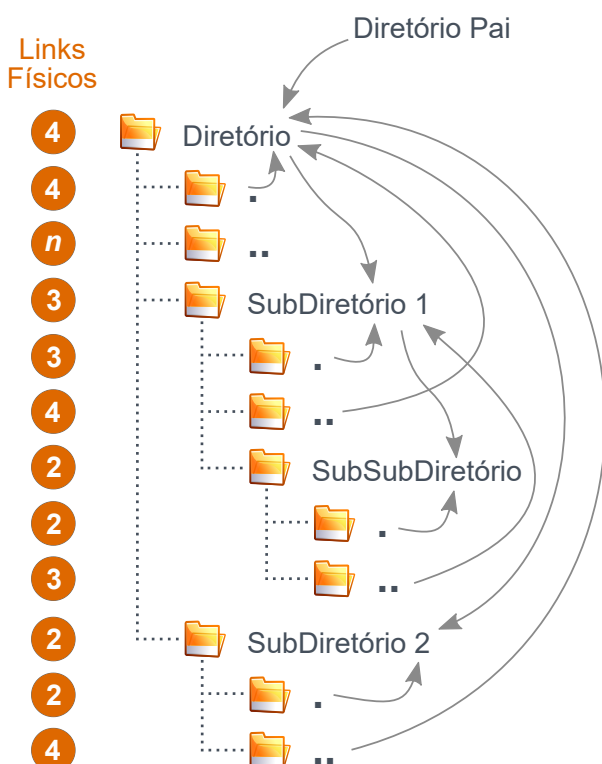 Diretório Pai
Links
Físicos
4 Diretório
4 .
n ..
3 SubDiretório 1
3 .
4 ..
2 SubSubDiretório
2 .
3 ..
2 SubDiretório 2
2 .
4 ..